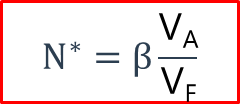 N* = β V_A / V_F